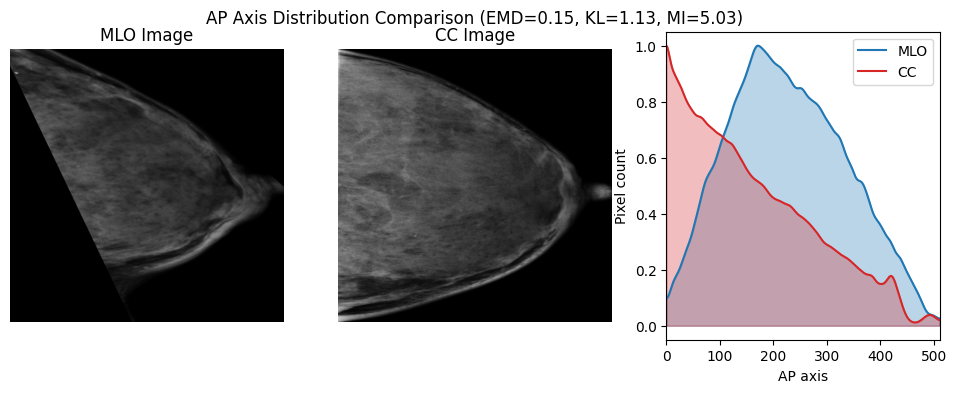 AP Axis Distribution Comparison (EMD=0.15, KL=1.13, MI=5.03)
MLO Image
CC Image
MLO
CC
Pixel count
1.0
0.8
0.6
0.4
0.2
0.0
0 100 200 300 400 500
AP axis